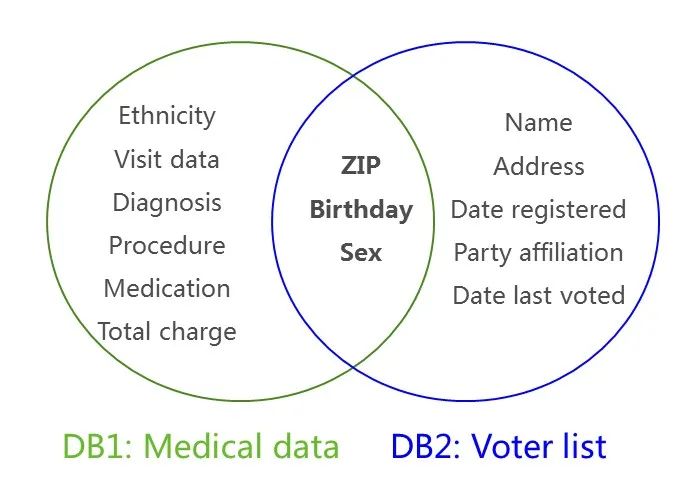 Ethnicity
Visit data
Diagnosis
Procedure
Medication
Total charge
ZIP
Birthday
Sex
Name
Address
Date registered
Party affiliation
Date last voted
DB1: Medical data
DB2: Voter list